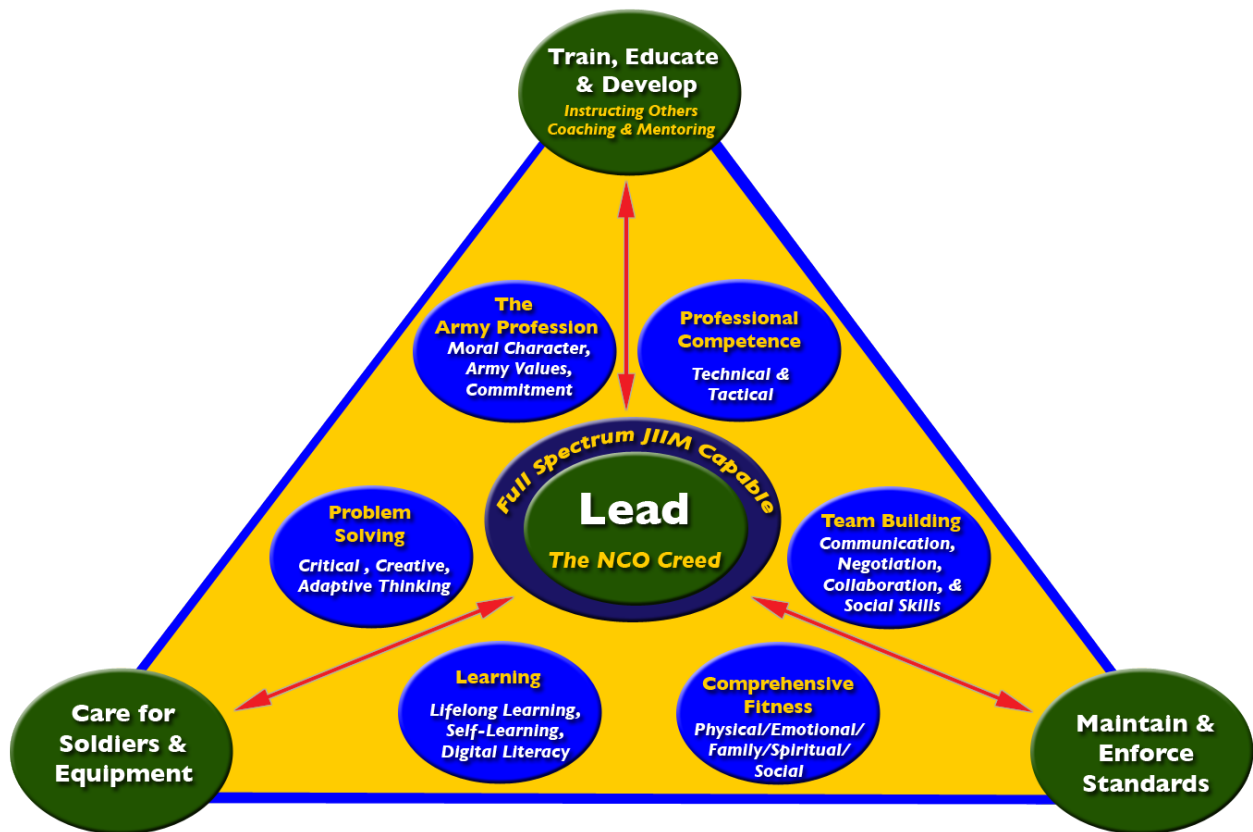 Train, Educate
& Develop
Instructing Others
Coaching & Mentoring
The
Army Profession
Moral Character,
Army Values,
Commitment
Professional
Competence
Technical &
Tactical
Full Spectrum JIIM Capable
Lead
The NCO Creed
Problem
Solving
Critical , Creative,
Adaptive Thinking
Team Building
Communication,
Negotiation,
Collaboration, &
Social Skills
Learning
Lifelong Learning,
Self-Learning,
Digital Literacy
Comprehensive
Fitness
Physical/Emotional/
Family/Spiritual/
Social
Care for
Soldiers &
Equipment
Maintain &
Enforce
Standards